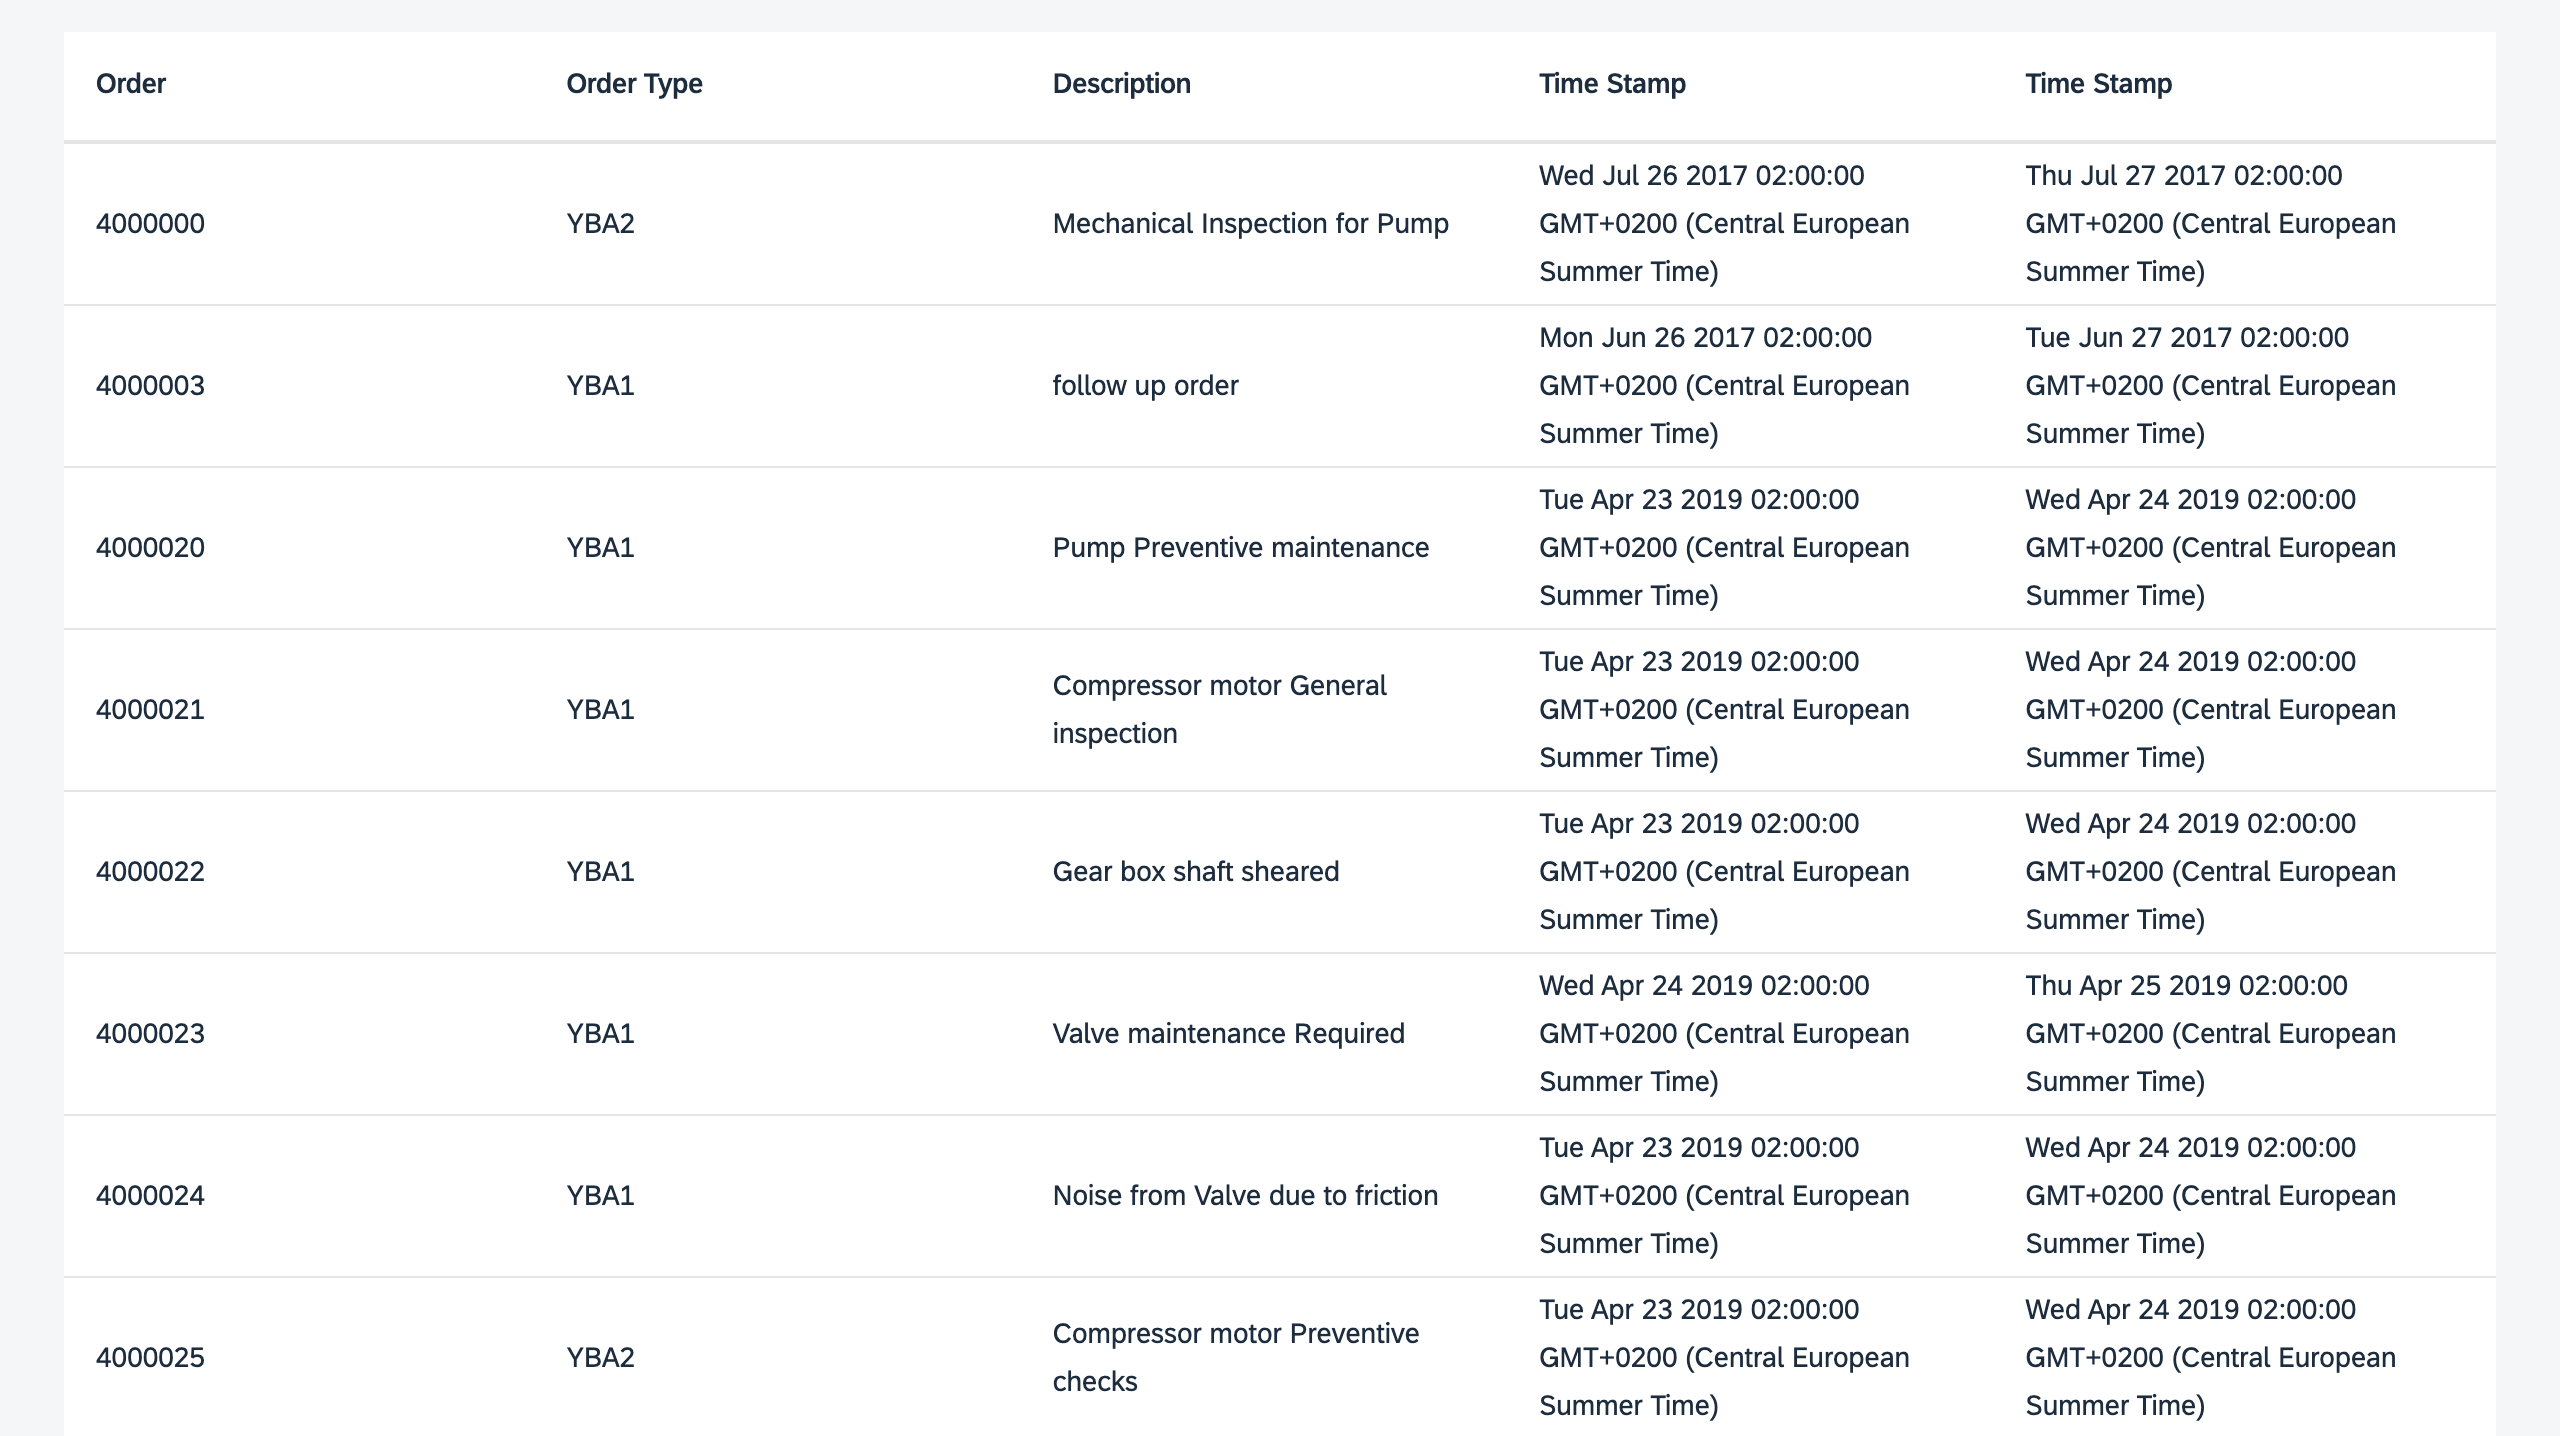 Order Order Type Description Time Stamp Time Stamp
Wed Jul 26 2017 02:00:00 Thu Jul 27 2017 02:00:00
4000000 YBA2 Mechanical Inspection for Pump GMT+0200 (Central European GMT+0200 (Central European
Summer Time) Summer Time)
Mon Jun 26 2017 02:00:00 Tue Jun 27 2017 02:00:00
4000003 YBA1 follow up order GMT+0200 (Central European GMT+0200 (Central European
Summer Time) Summer Time)
Tue Apr 23 2019 02:00:00 Wed Apr 24 2019 02:00:00
4000020 YBA1 Pump Preventive maintenance GMT+0200 (Central European GMT+0200 (Central European
Summer Time) Summer Time)
Tue Apr 23 2019 02:00:00 Wed Apr 24 2019 02:00:00
Compressor motor General
4000021 YBA1 GMT+0200 (Central European GMT+0200 (Central European
inspection
Summer Time) Summer Time)
Tue Apr 23 2019 02:00:00 Wed Apr 24 2019 02:00:00
4000022 YBA1 Gear box shaft sheared GMT+0200 (Central European GMT+0200 (Central European
Summer Time) Summer Time)
Wed Apr 24 2019 02:00:00 Thu Apr 25 2019 02:00:00
4000023 YBA1 Valve maintenance Required GMT+0200 (Central European GMT+0200 (Central European
Summer Time) Summer Time)
Tue Apr 23 2019 02:00:00 Wed Apr 24 2019 02:00:00
4000024 YBA1 Noise from Valve due to friction GMT+0200 (Central European GMT+0200 (Central European
Summer Time) Summer Time)
Tue Apr 23 2019 02:00:00 Wed Apr 24 2019 02:00:00
Compressor motor Preventive
4000025 YBA2 GMT+0200 (Central European GMT+0200 (Central European
checks
Summer Time) Summer Time)